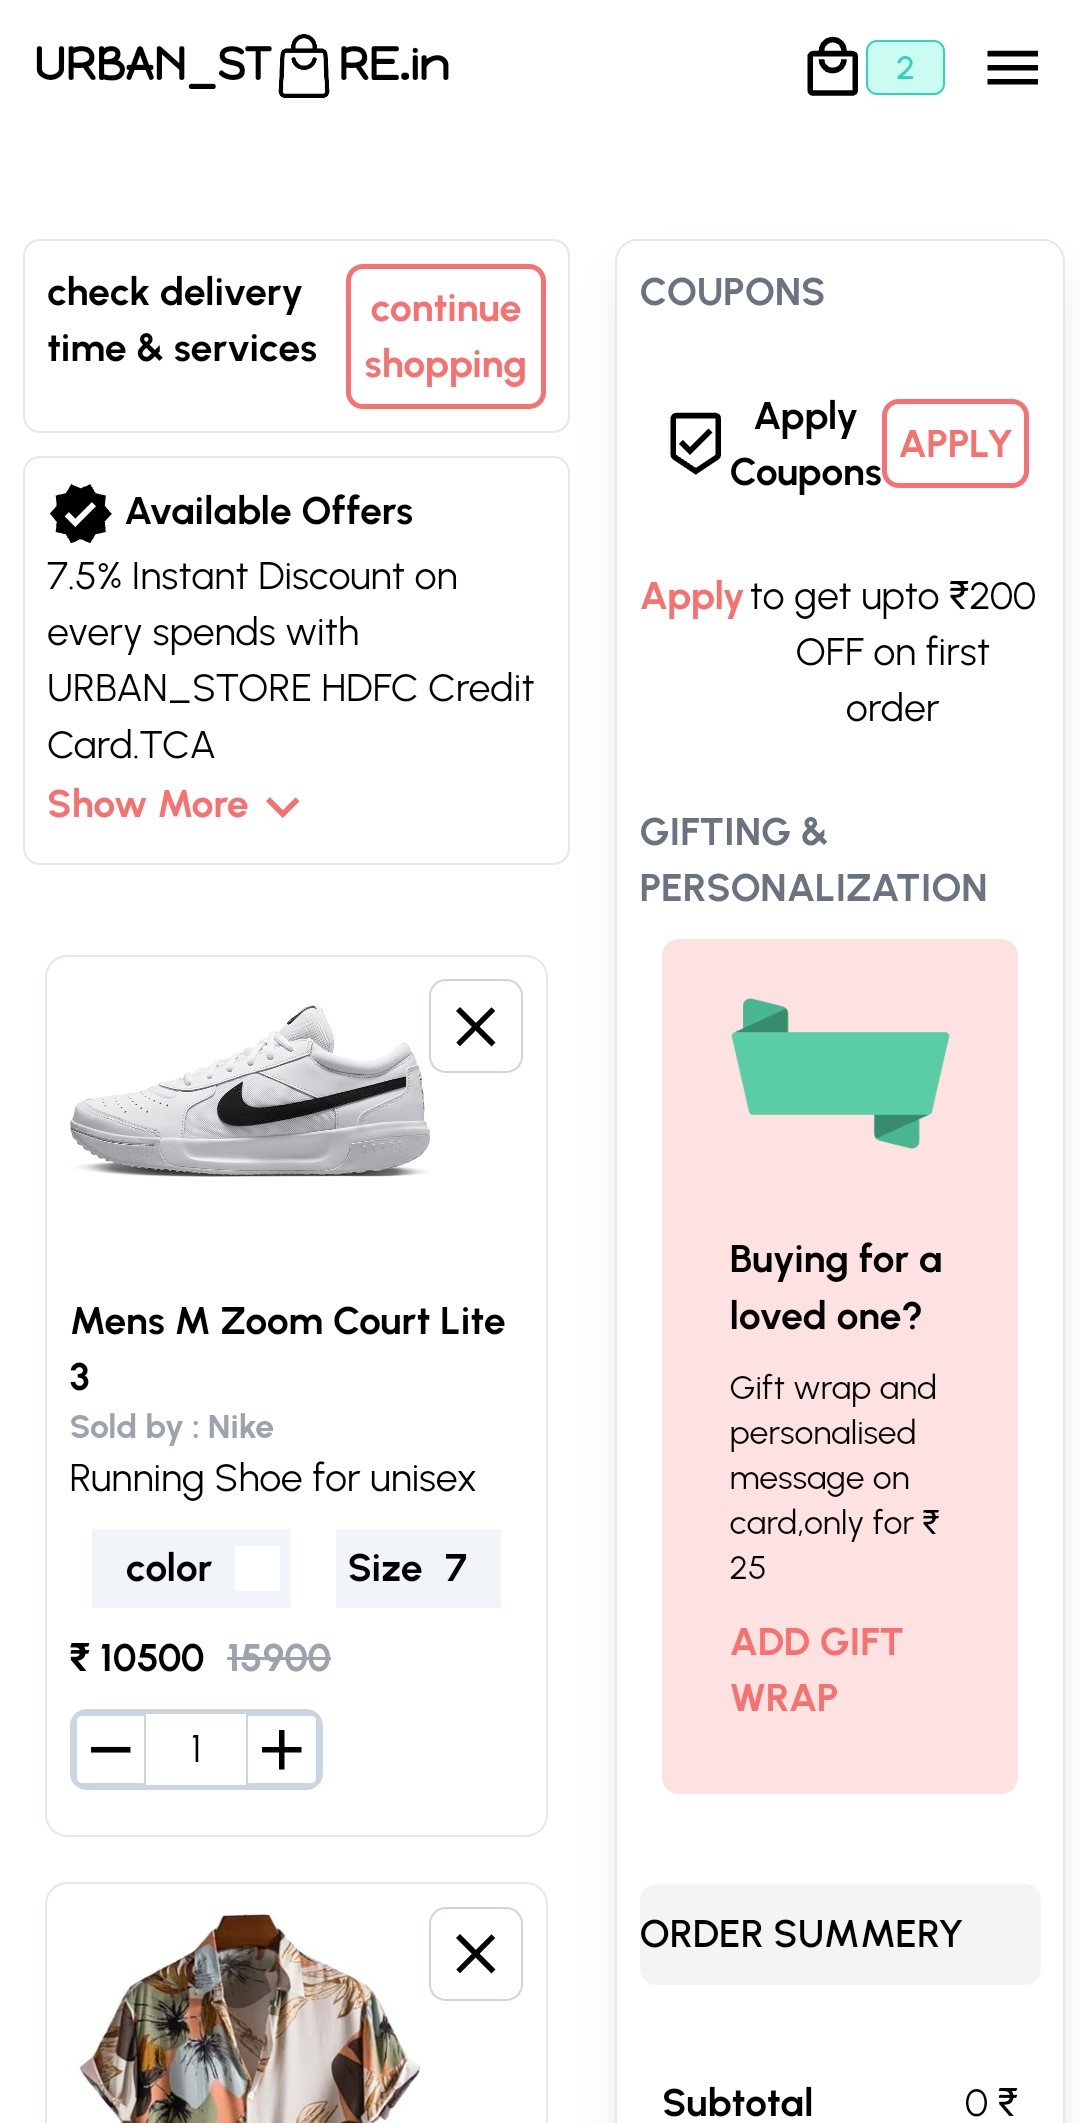 URBAN_ST RE.in
2
check delivery
time & services
continue
shopping
Available Offers
7.5% Instant Discount on
every spends with
URBAN_STORE HDFC Credit
Card.TCA
Show More
Mens M Zoom Court Lite
3
Sold by : Nike
Running Shoe for unisex
color
Size 7
₹ 10500 15900
1
COUPONS
Apply
Coupons
APPLY
Apply to get upto ₹200
OFF on first
order
GIFTING &
PERSONALIZATION
Buying for a
loved one?
Gift wrap and
personalised
message on
card,only for ₹
25
ADD GIFT
WRAP
ORDER SUMMERY
Subtotal 0 ₹